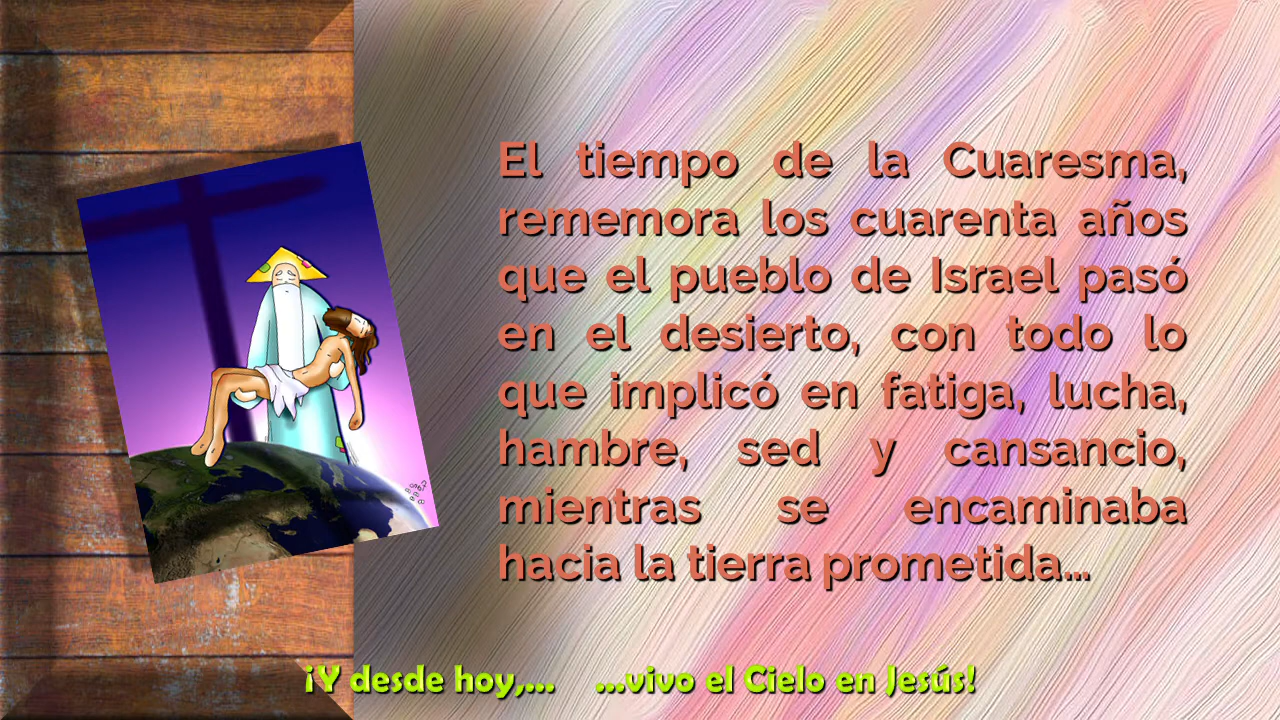 El tiempo de la Cuaresma,
rememora los cuarenta años
que el pueblo de Israel pasó
en el desierto, con todo lo
que implicó en fatiga, lucha,
hambre, sed y cansancio,
mientras se encaminaba
hacia la tierra prometida...
¡Y desde hoy,... ...vivo el Cielo en Jesús!